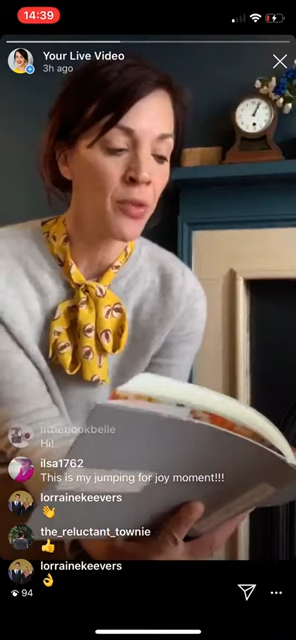 14:39
Your Live Video
3h ago
littlebookbelle
Hi!
ilsa1762
This is my jumping for joy moment!!!
lorrainekeevers
👋
the_reluctant_townie
👍
lorrainekeevers
👌
94